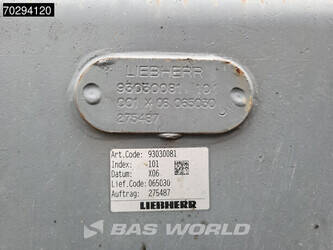 70294120
LIEBHERR
93030081 101
001 X 06 065030
275487
Art.Code: 93030081
Index: 101
Datum: X06
Lief.Code: 065030
Auftrag: 275487
LIEBHERR
BAS WORLD